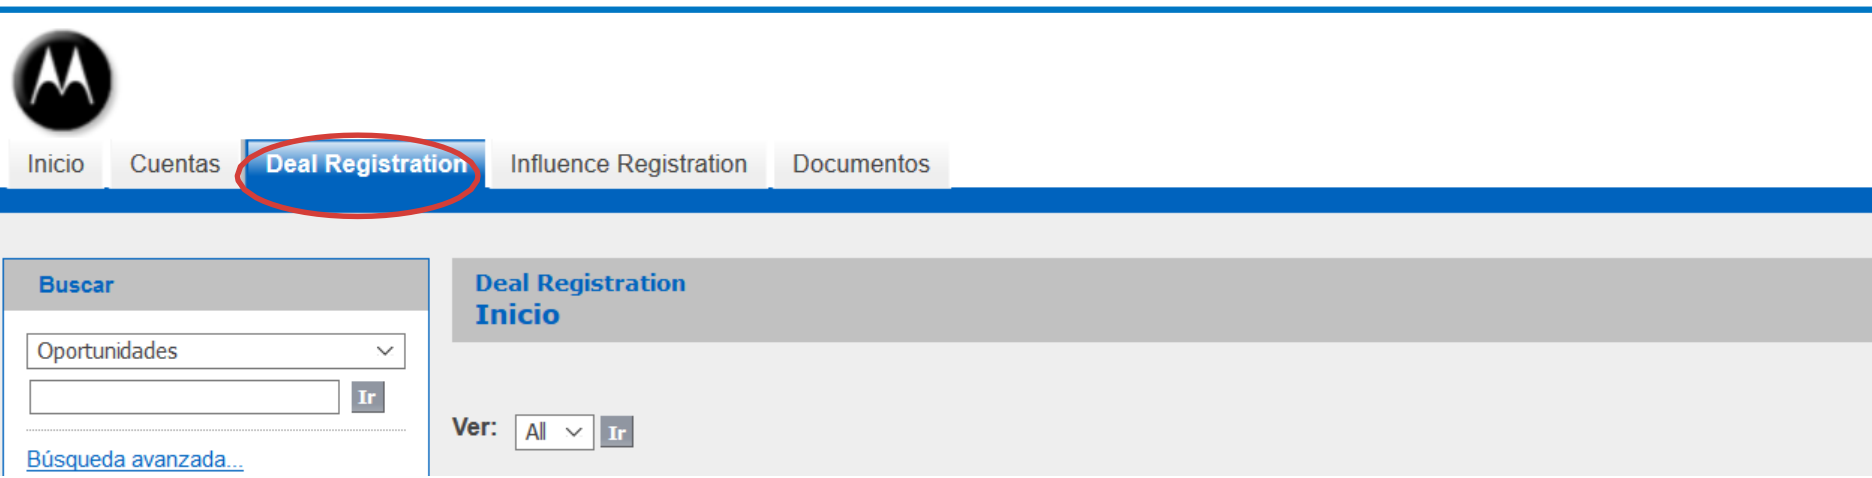 Inicio Cuentas Deal Registration Influence Registration Documentos
Buscar
Oportunidades
Ir
Búsqueda avanzada...
Deal Registration
Inicio
Ver: All Ir